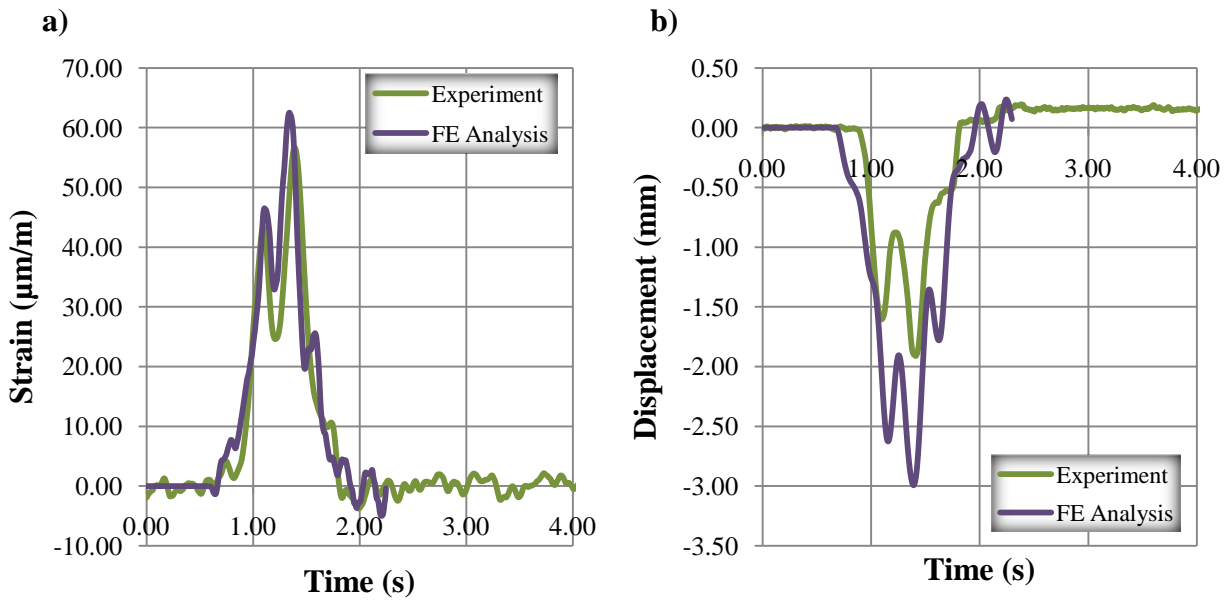 a)
70.00
60.00
50.00
40.00
30.00
20.00
10.00
0.00
-10.00
Strain (μm/m)
Experiment
FE Analysis
0.00 1.00 2.00 3.00 4.00
Time (s)
b)
0.50
0.00
-0.50
-1.00
-1.50
-2.00
-2.50
-3.00
-3.50
Displacement (mm)
0.00 1.00 2.00 3.00 4.00
Experiment
FE Analysis
Time (s)